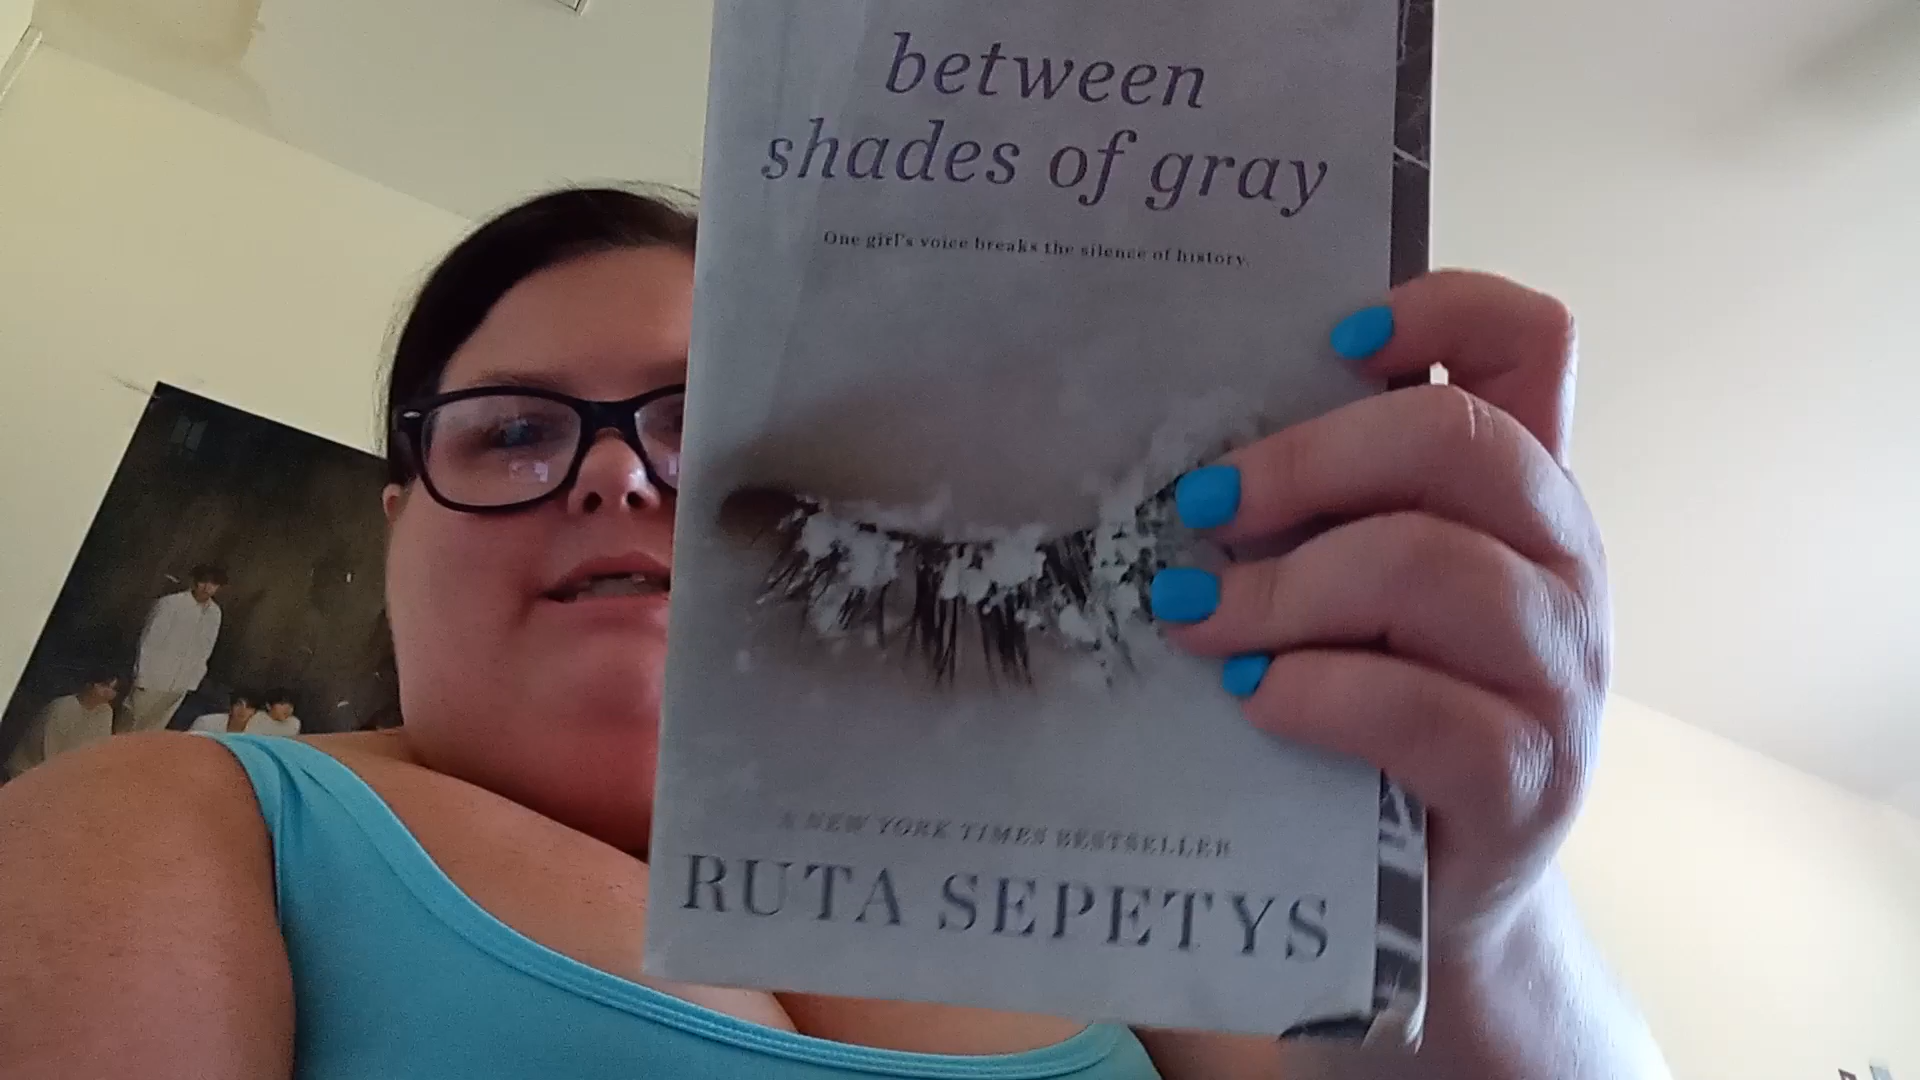 between
shades of gray
One girl's voice breaks the silence of history.
A NEW YORK TIMES BESTSELLER
RUTA SEPETYS